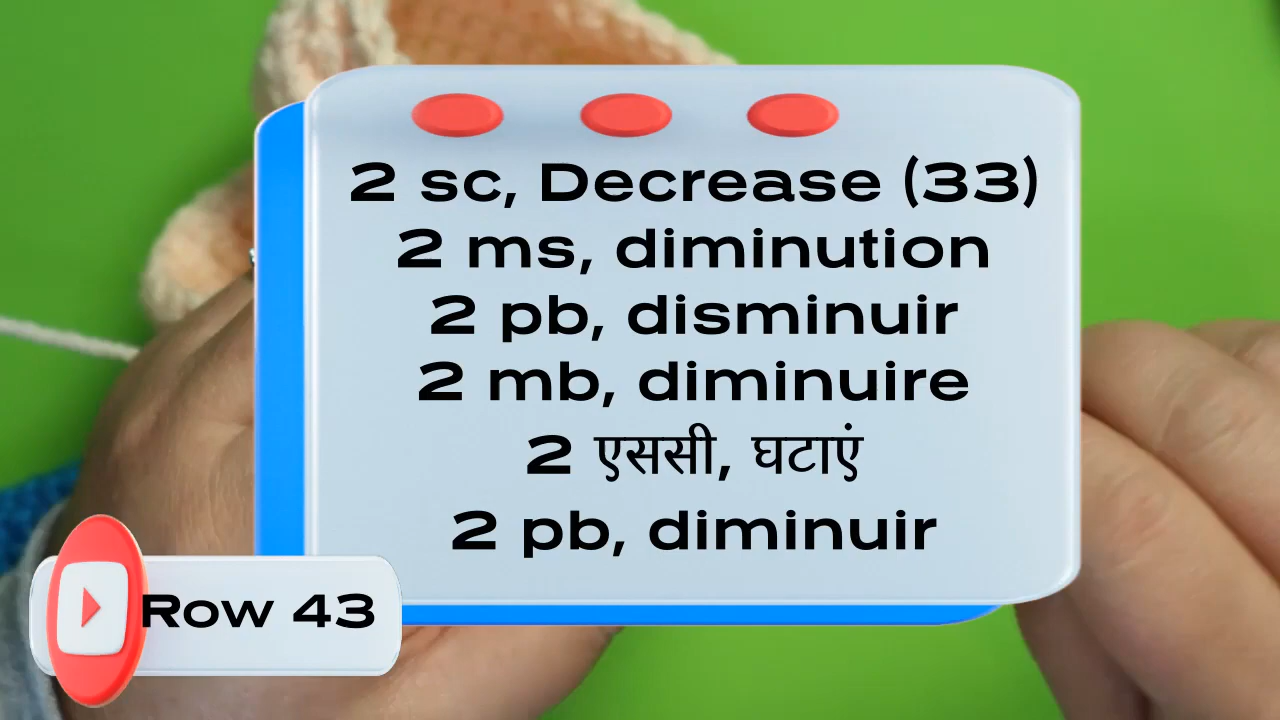 2 sc, Decrease (33)
2 ms, diminution
2 pb, disminuir
2 mb, diminuire
2 एससी, घटाएं
2 pb, diminuir
Row 43